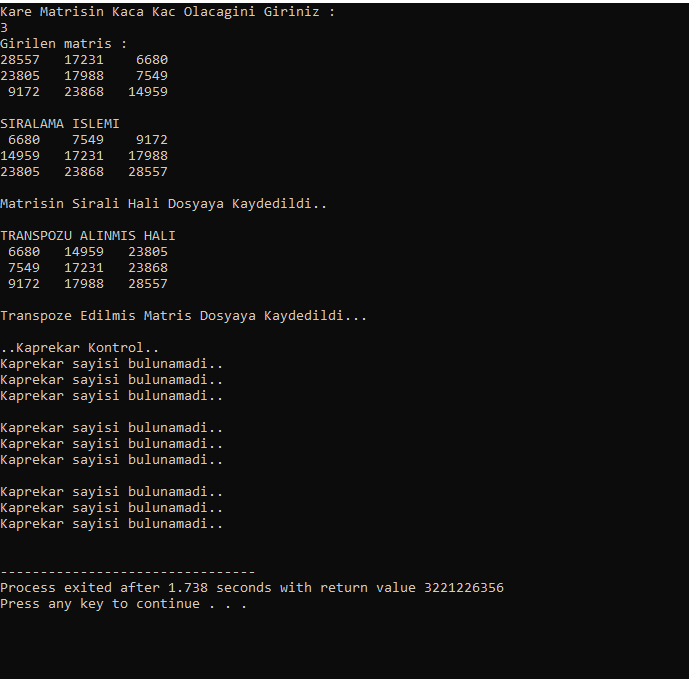 Kare Matrisin Kaca Kac Olacagini Giriniz :
3
Girilen matris :
28557   17231    6680
23805   17988    7549
 9172   23868   14959
SIRALAMA ISLEMI
 6680    7549    9172
14959   17231   17988
23805   23868   28557
Matrisin Sirali Hali Dosyaya Kaydedildi..
TRANSPOZU ALINMIS HALI
 6680   14959   23805
 7549   17231   23868
 9172   17988   28557
Transpoze Edilmis Matris Dosyaya Kaydedildi...
..Kaprekar Kontrol..
Kaprekar sayisi bulunamadi..
Kaprekar sayisi bulunamadi..
Kaprekar sayisi bulunamadi..
Kaprekar sayisi bulunamadi..
Kaprekar sayisi bulunamadi..
Kaprekar sayisi bulunamadi..
Kaprekar sayisi bulunamadi..
Kaprekar sayisi bulunamadi..
Kaprekar sayisi bulunamadi..
--------------------------------
Process exited after 1.738 seconds with return value 3221226356
Press any key to continue . . .